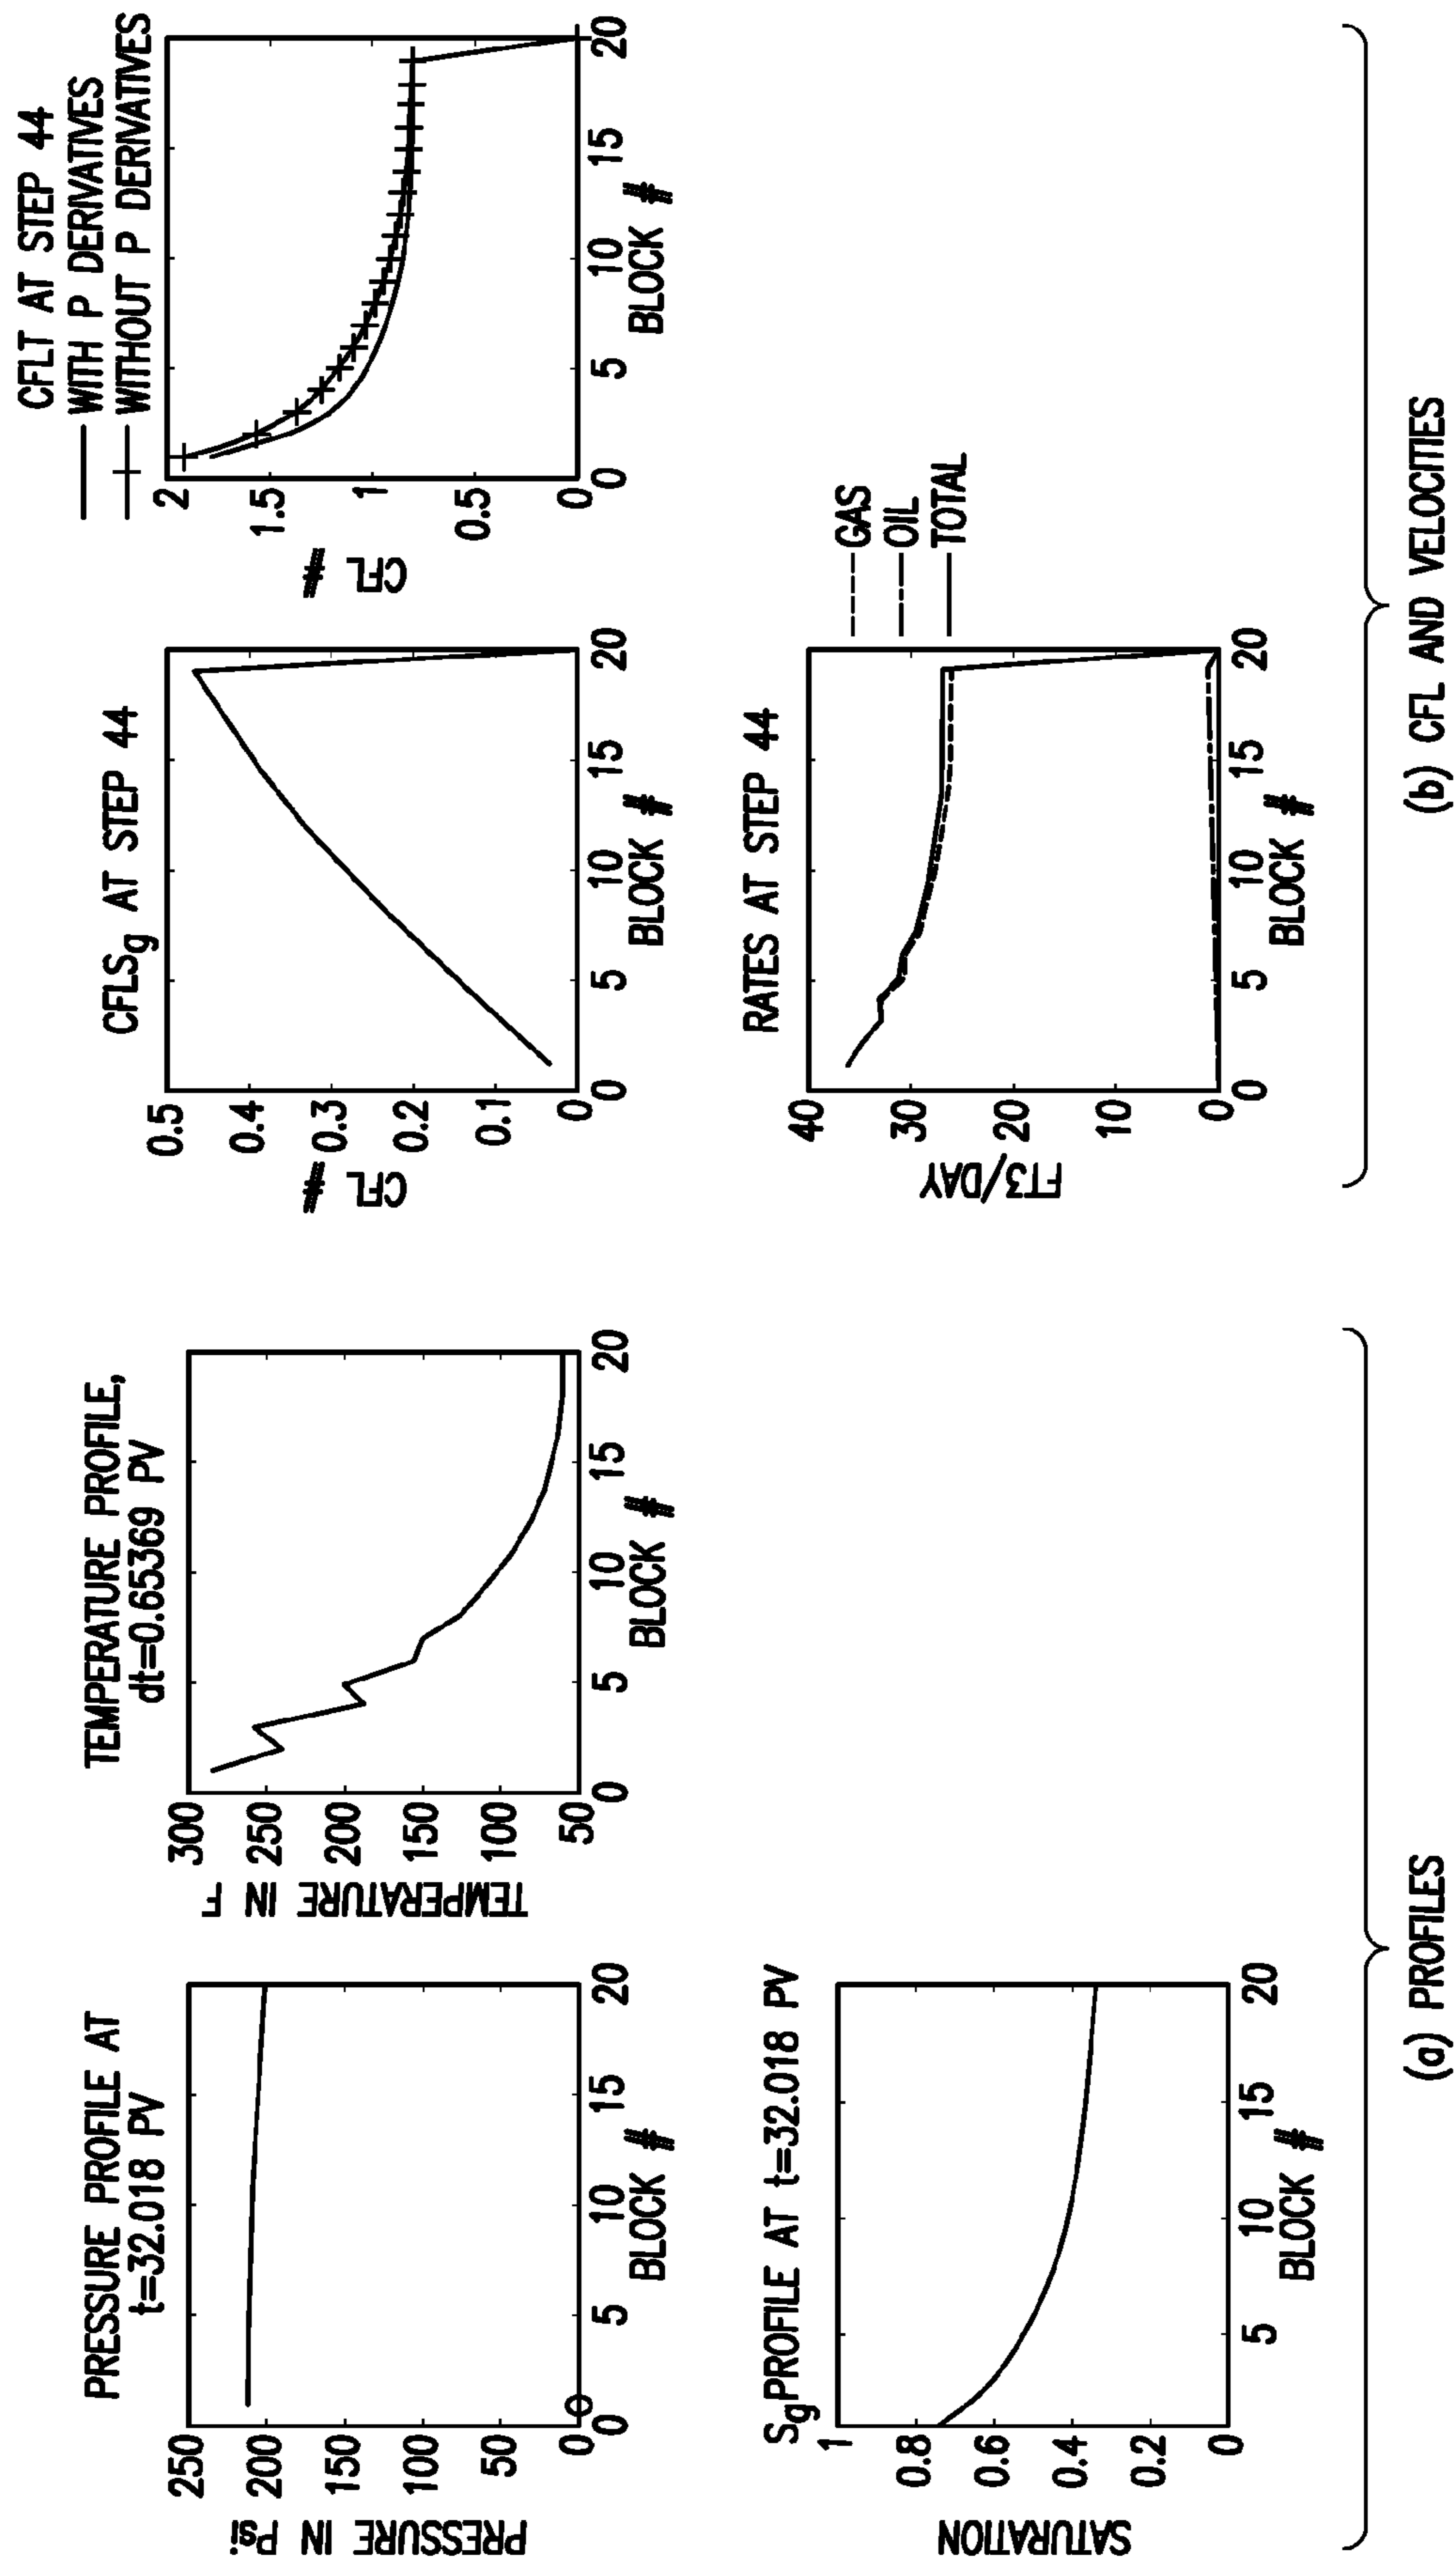 PRESSURE PROFILE AT
t=32.018 PV
PRESSURE IN Psi
250
200
150
100
50
0
0 5 10 15 20
BLOCK #
TEMPERATURE PROFILE,
dt=0.65369 PV
TEMPERATURE IN F
300
250
200
150
100
50
0 5 10 15 20
BLOCK #
SgPROFILE AT t=32.018 PV
SATURATION
1
0.8
0.6
0.4
0.2
0
5 10 15 20
BLOCK #
(a) PROFILES
CFLSg AT STEP 44
CFL #
0.5
0.4
0.3
0.2
0.1
0
0 5 10 15 20
BLOCK #
CFLT AT STEP 44
WITH P DERIVATIVES
WITHOUT P DERIVATIVES
CFL #
2
1.5
1
0.5
0
0 5 10 15 20
BLOCK #
RATES AT STEP 44
FT3/DAY
40
30
20
10
0
0 5 10 15 20
BLOCK #
GAS
OIL
TOTAL
(b) CFL AND VELOCITIES